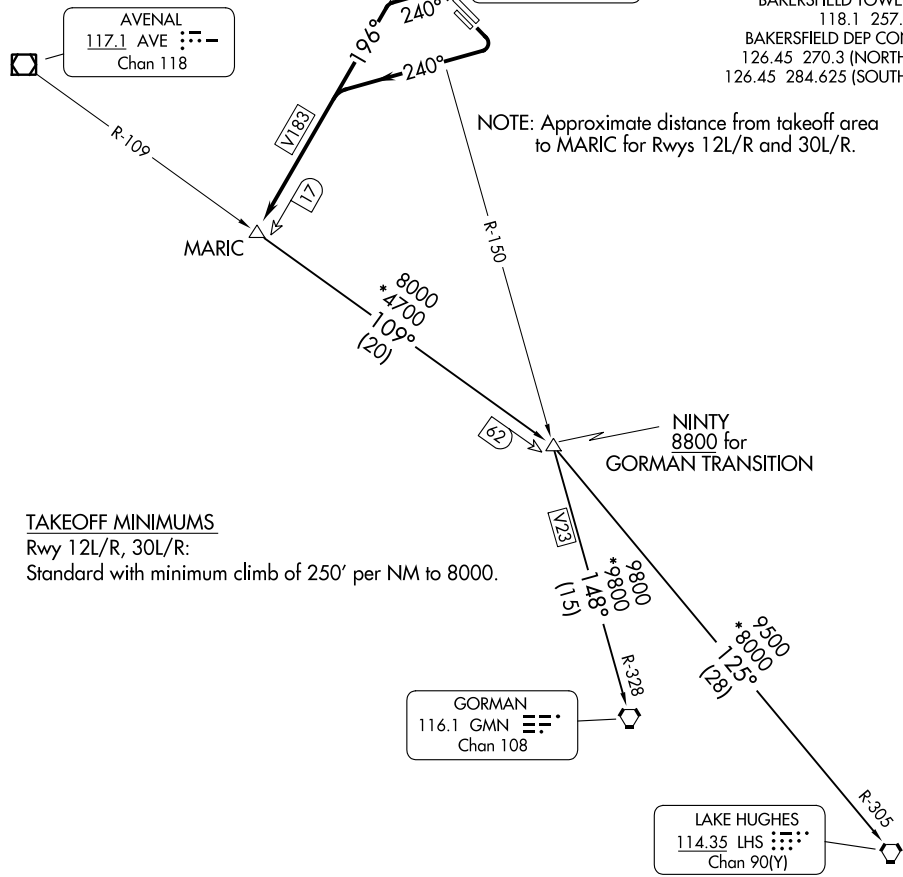 AVENAL
117.1 AVE
Chan 118
240°
196°
240°
BAKERSFIELD TOWE
118.1 257.
BAKERSFIELD DEP CON
126.45 270.3 (NORTH
126.45 284.625 (SOUTH
NOTE: Approximate distance from takeoff area
to MARIC for Rwys 12L/R and 30L/R.
R-109
V183
17
MARIC
R-150
8000
*4700
109°
(20)
62
NINTY
8800 for
GORMAN TRANSITION
TAKEOFF MINIMUMS
Rwy 12L/R, 30L/R:
Standard with minimum climb of 250' per NM to 8000.
V23
9800
*9800
148°
(15)
9500
*8000
125°
(28)
R-328
GORMAN
116.1 GMN
Chan 108
R-305
LAKE HUGHES
114.35 LHS
Chan 90(Y)